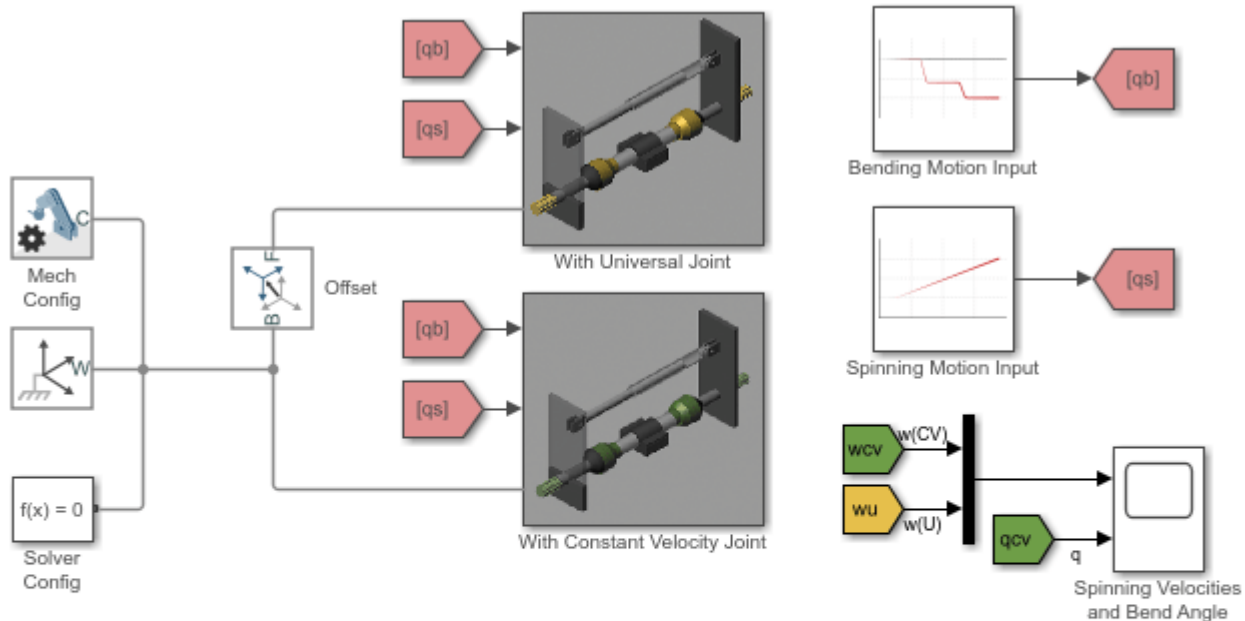 [qb]
[qs]
With Universal Joint
[qb]
Bending Motion Input
[qs]
Spinning Motion Input
C
Mech
Config
W
f(x) = 0
Solver
Config
F
B
Offset
[qb]
[qs]
With Constant Velocity Joint
wcv
w(CV)
wu
w(U)
qcv
q
Spinning Velocities
and Bend Angle